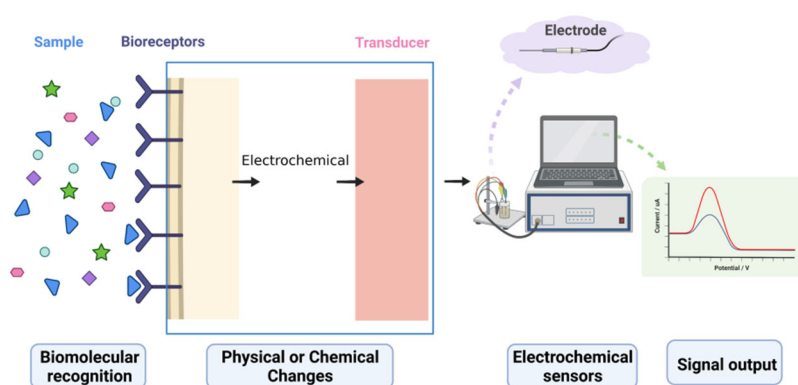 Sample
Bioreceptors
Transducer
Electrode
Electrochemical
Current / uA
Potential / V
Biomolecular
recognition
Physical or Chemical
Changes
Electrochemical
sensors
Signal output